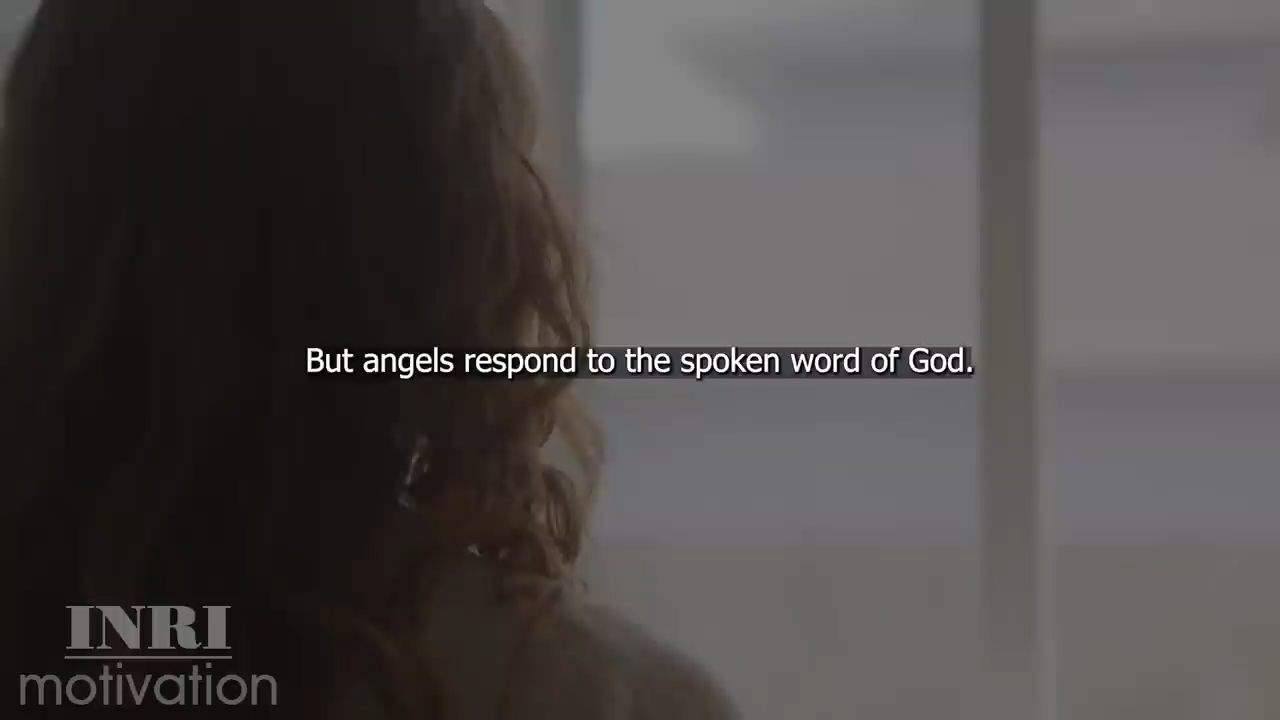 But angels respond to the spoken word of God.
INRI
motivation